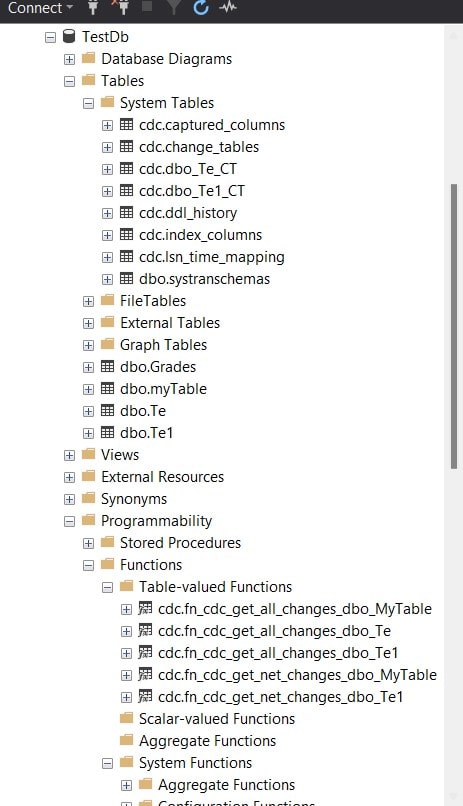 Connect
TestDb
Database Diagrams
Tables
System Tables
cdc.captured_columns
cdc.change_tables
cdc.dbo_Te_CT
cdc.dbo_Te1_CT
cdc.ddl_history
cdc.index_columns
cdc.lsn_time_mapping
dbo.systranschemas
FileTables
External Tables
Graph Tables
dbo.Grades
dbo.myTable
dbo.Te
dbo.Te1
Views
External Resources
Synonyms
Programmability
Stored Procedures
Functions
Table-valued Functions
cdc.fn_cdc_get_all_changes_dbo_MyTable
cdc.fn_cdc_get_all_changes_dbo_Te
cdc.fn_cdc_get_all_changes_dbo_Te1
cdc.fn_cdc_get_net_changes_dbo_MyTable
cdc.fn_cdc_get_net_changes_dbo_Te1
Scalar-valued Functions
Aggregate Functions
System Functions
Aggregate Functions
Configuration Functions